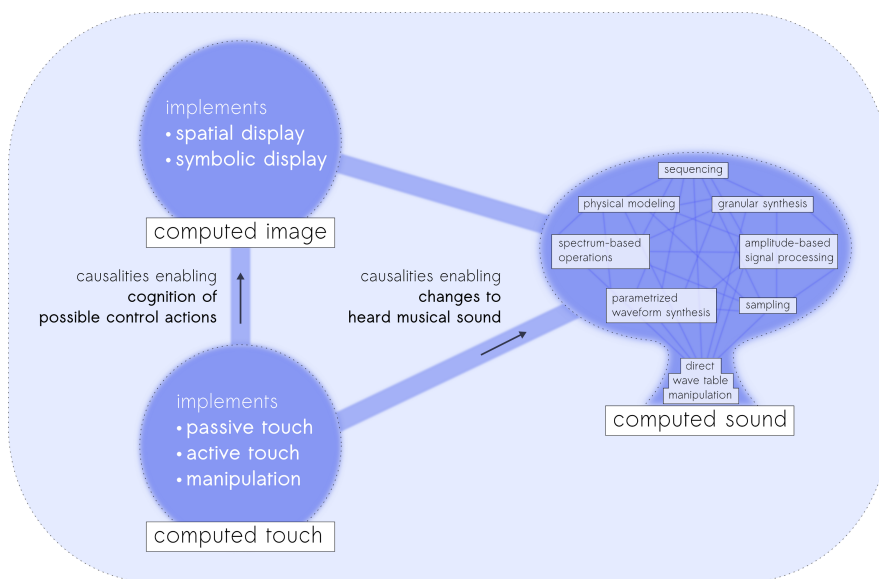 implements
• spatial display
• symbolic display
computed image
causalities enabling
cognition of
possible control actions
causalities enabling
changes to
heard musical sound
implements
• passive touch
• active touch
• manipulation
computed touch
sequencing
physical modeling
granular synthesis
spectrum-based
operations
amplitude-based
signal processing
parametrized
waveform synthesis
sampling
direct
wave table
manipulation
computed sound